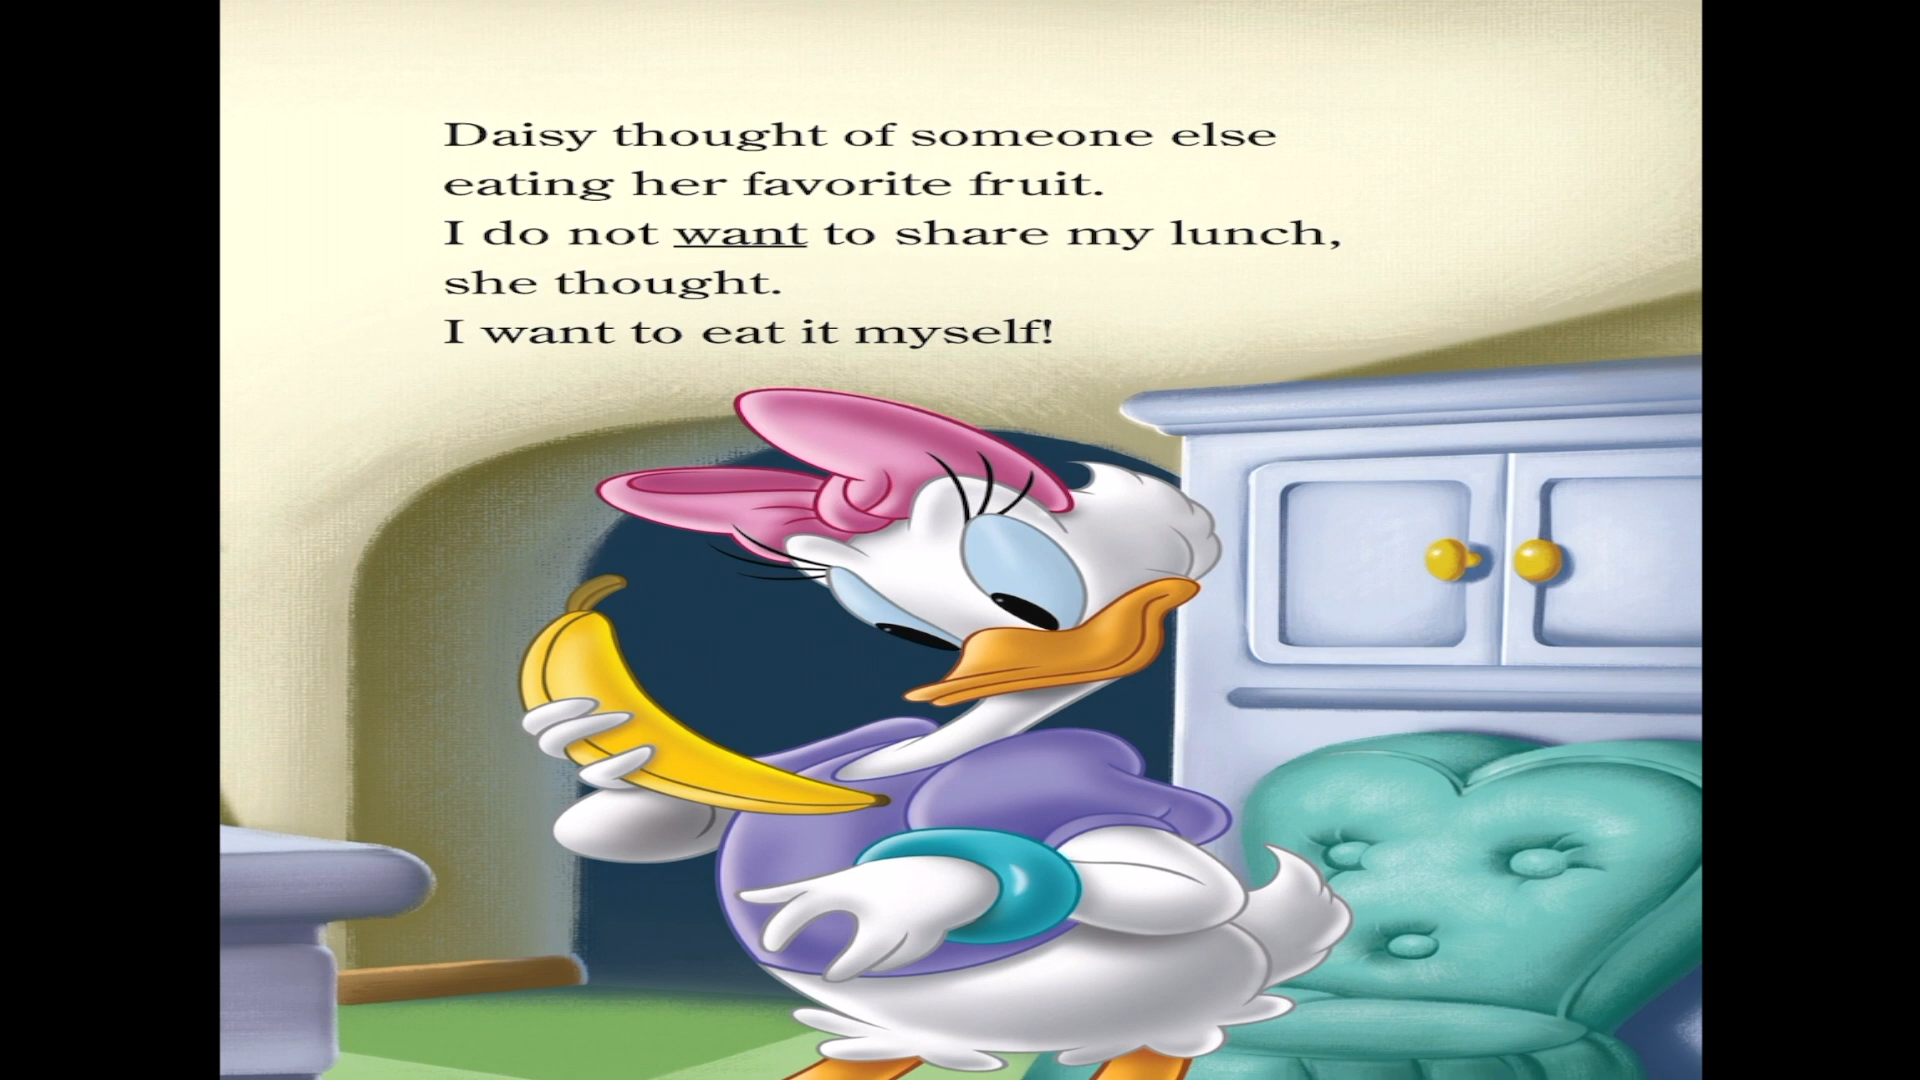 Daisy thought of someone else
eating her favorite fruit.
I do not want to share my lunch,
she thought.
I want to eat it myself!